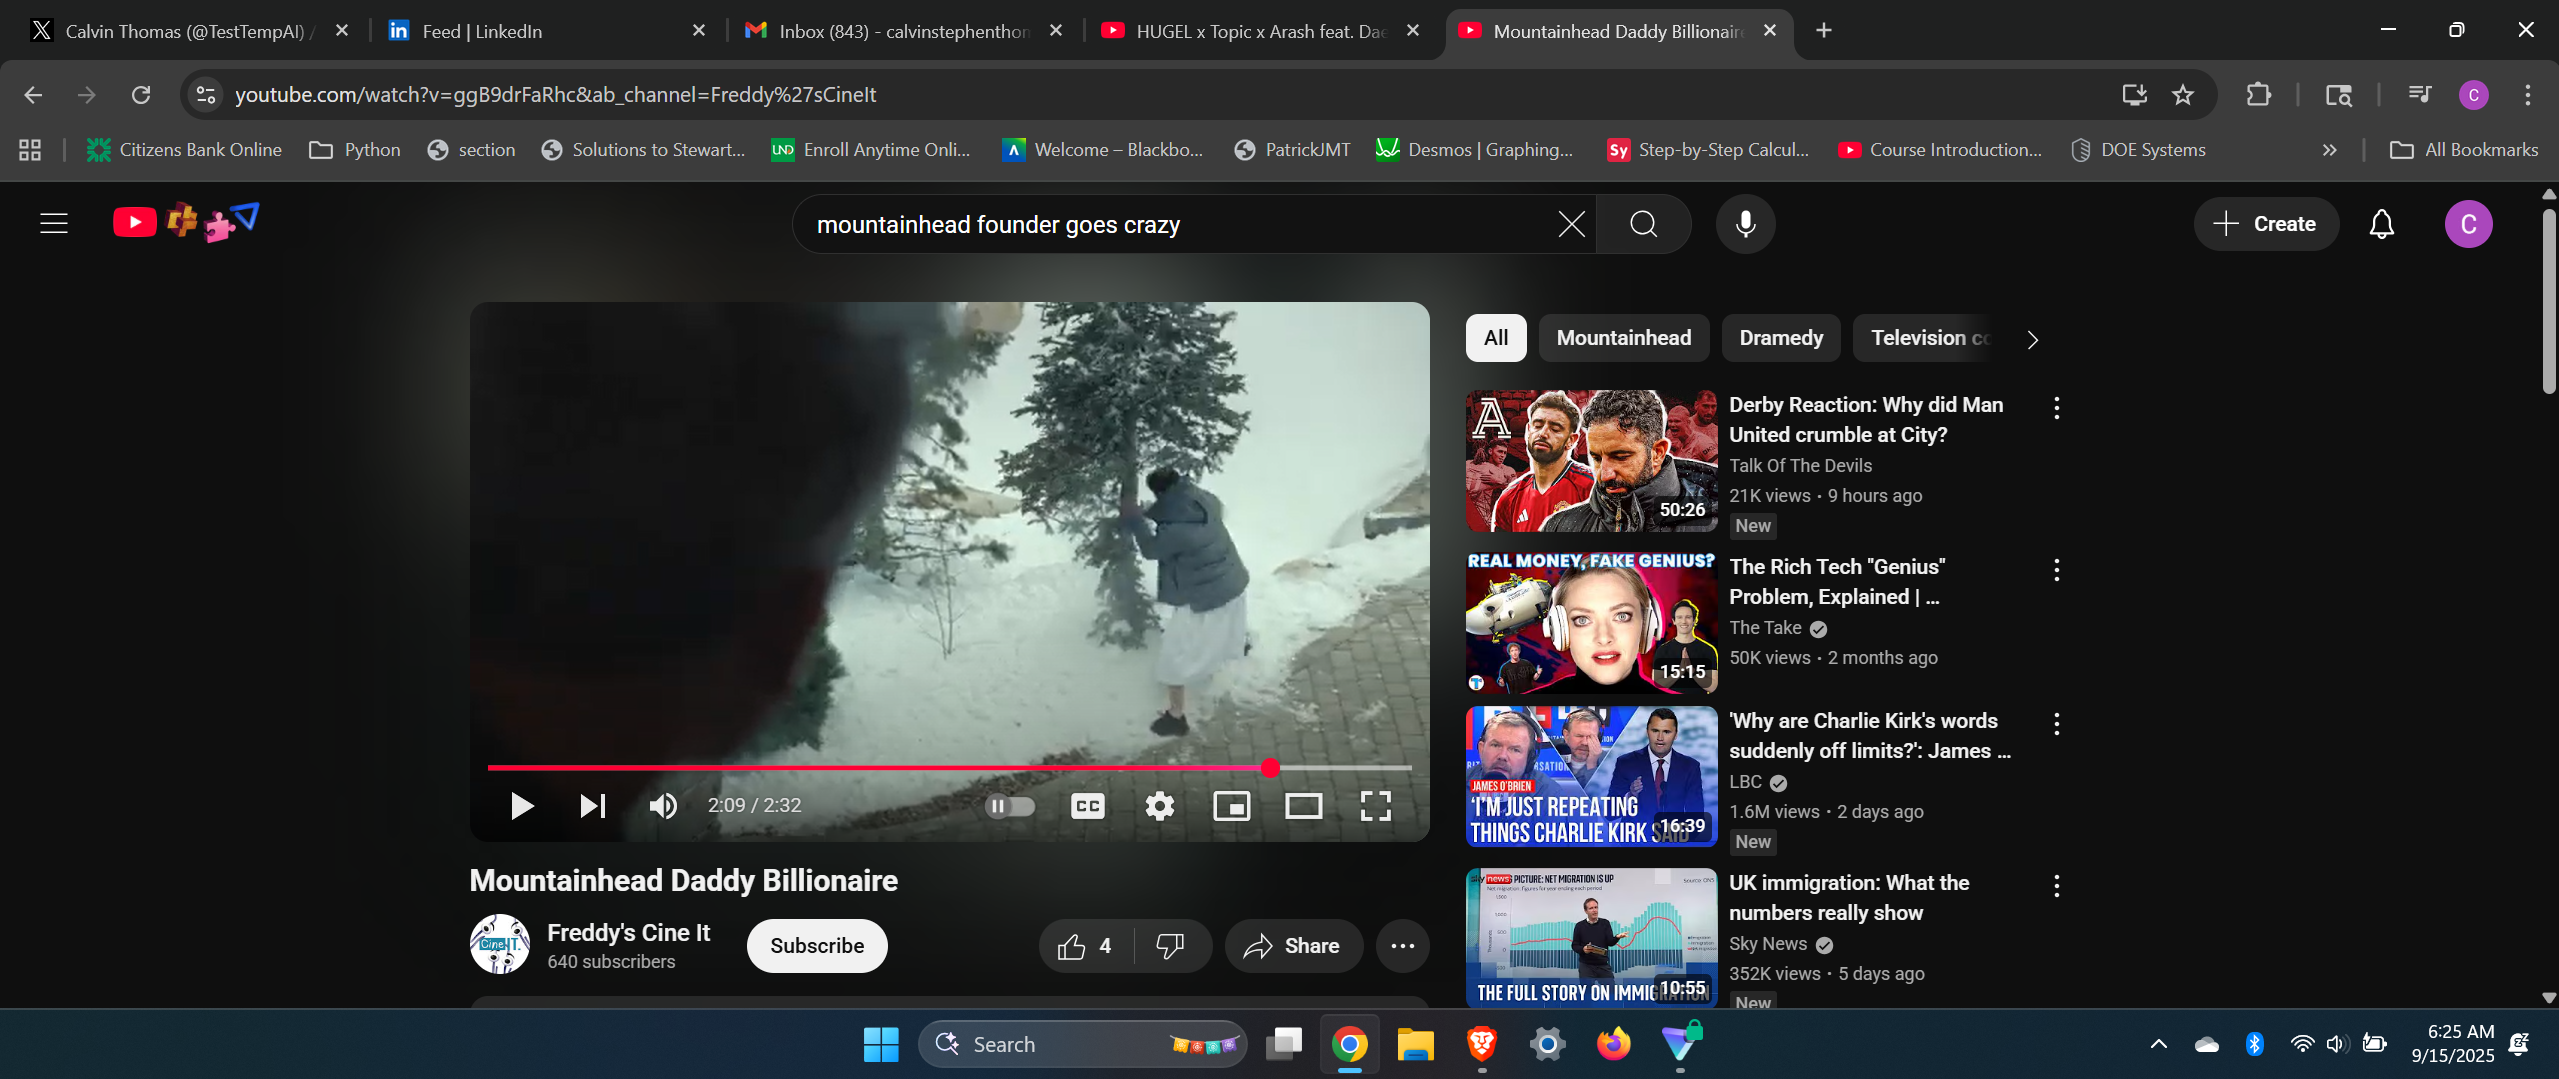 Calvin Thomas (@TestTempAI) /
Feed | LinkedIn
Inbox (843) - calvinstephenthon
HUGEL x Topic x Arash feat. Dae
Mountainhead Daddy Billionair
youtube.com/watch?v=ggB9drFaRhc&ab_channel=Freddy%27sCineIt
C
Citizens Bank Online
Python
section
Solutions to Stewart...
UND
Enroll Anytime Onli...
Welcome – Blackbo...
PatrickJMT
Desmos | Graphing...
Sy
Step-by-Step Calcul...
Course Introduction...
DOE Systems
All Bookmarks
mountainhead founder goes crazy
Create
C
All
Mountainhead
Dramedy
Television co
Derby Reaction: Why did Man
United crumble at City?
Talk Of The Devils
21K views • 9 hours ago
New
50:26
REAL MONEY, FAKE GENIUS?
15:15
The Rich Tech "Genius"
Problem, Explained | ...
The Take
50K views • 2 months ago
JAMES O'BRIEN
'I'M JUST REPEATING
THINGS CHARLIE KIRK SAID
16:39
'Why are Charlie Kirk's words
suddenly off limits?': James ...
LBC
1.6M views • 2 days ago
New
news PICTURE: NET MIGRATION IS UP
THE FULL STORY ON IMMIGRATION
10:55
UK immigration: What the
numbers really show
Sky News
352K views • 5 days ago
New
2:09 / 2:32
CC
Mountainhead Daddy Billionaire
Cine IT.
Freddy's Cine It
640 subscribers
Subscribe
4
Share
Search
6:25 AM
9/15/2025